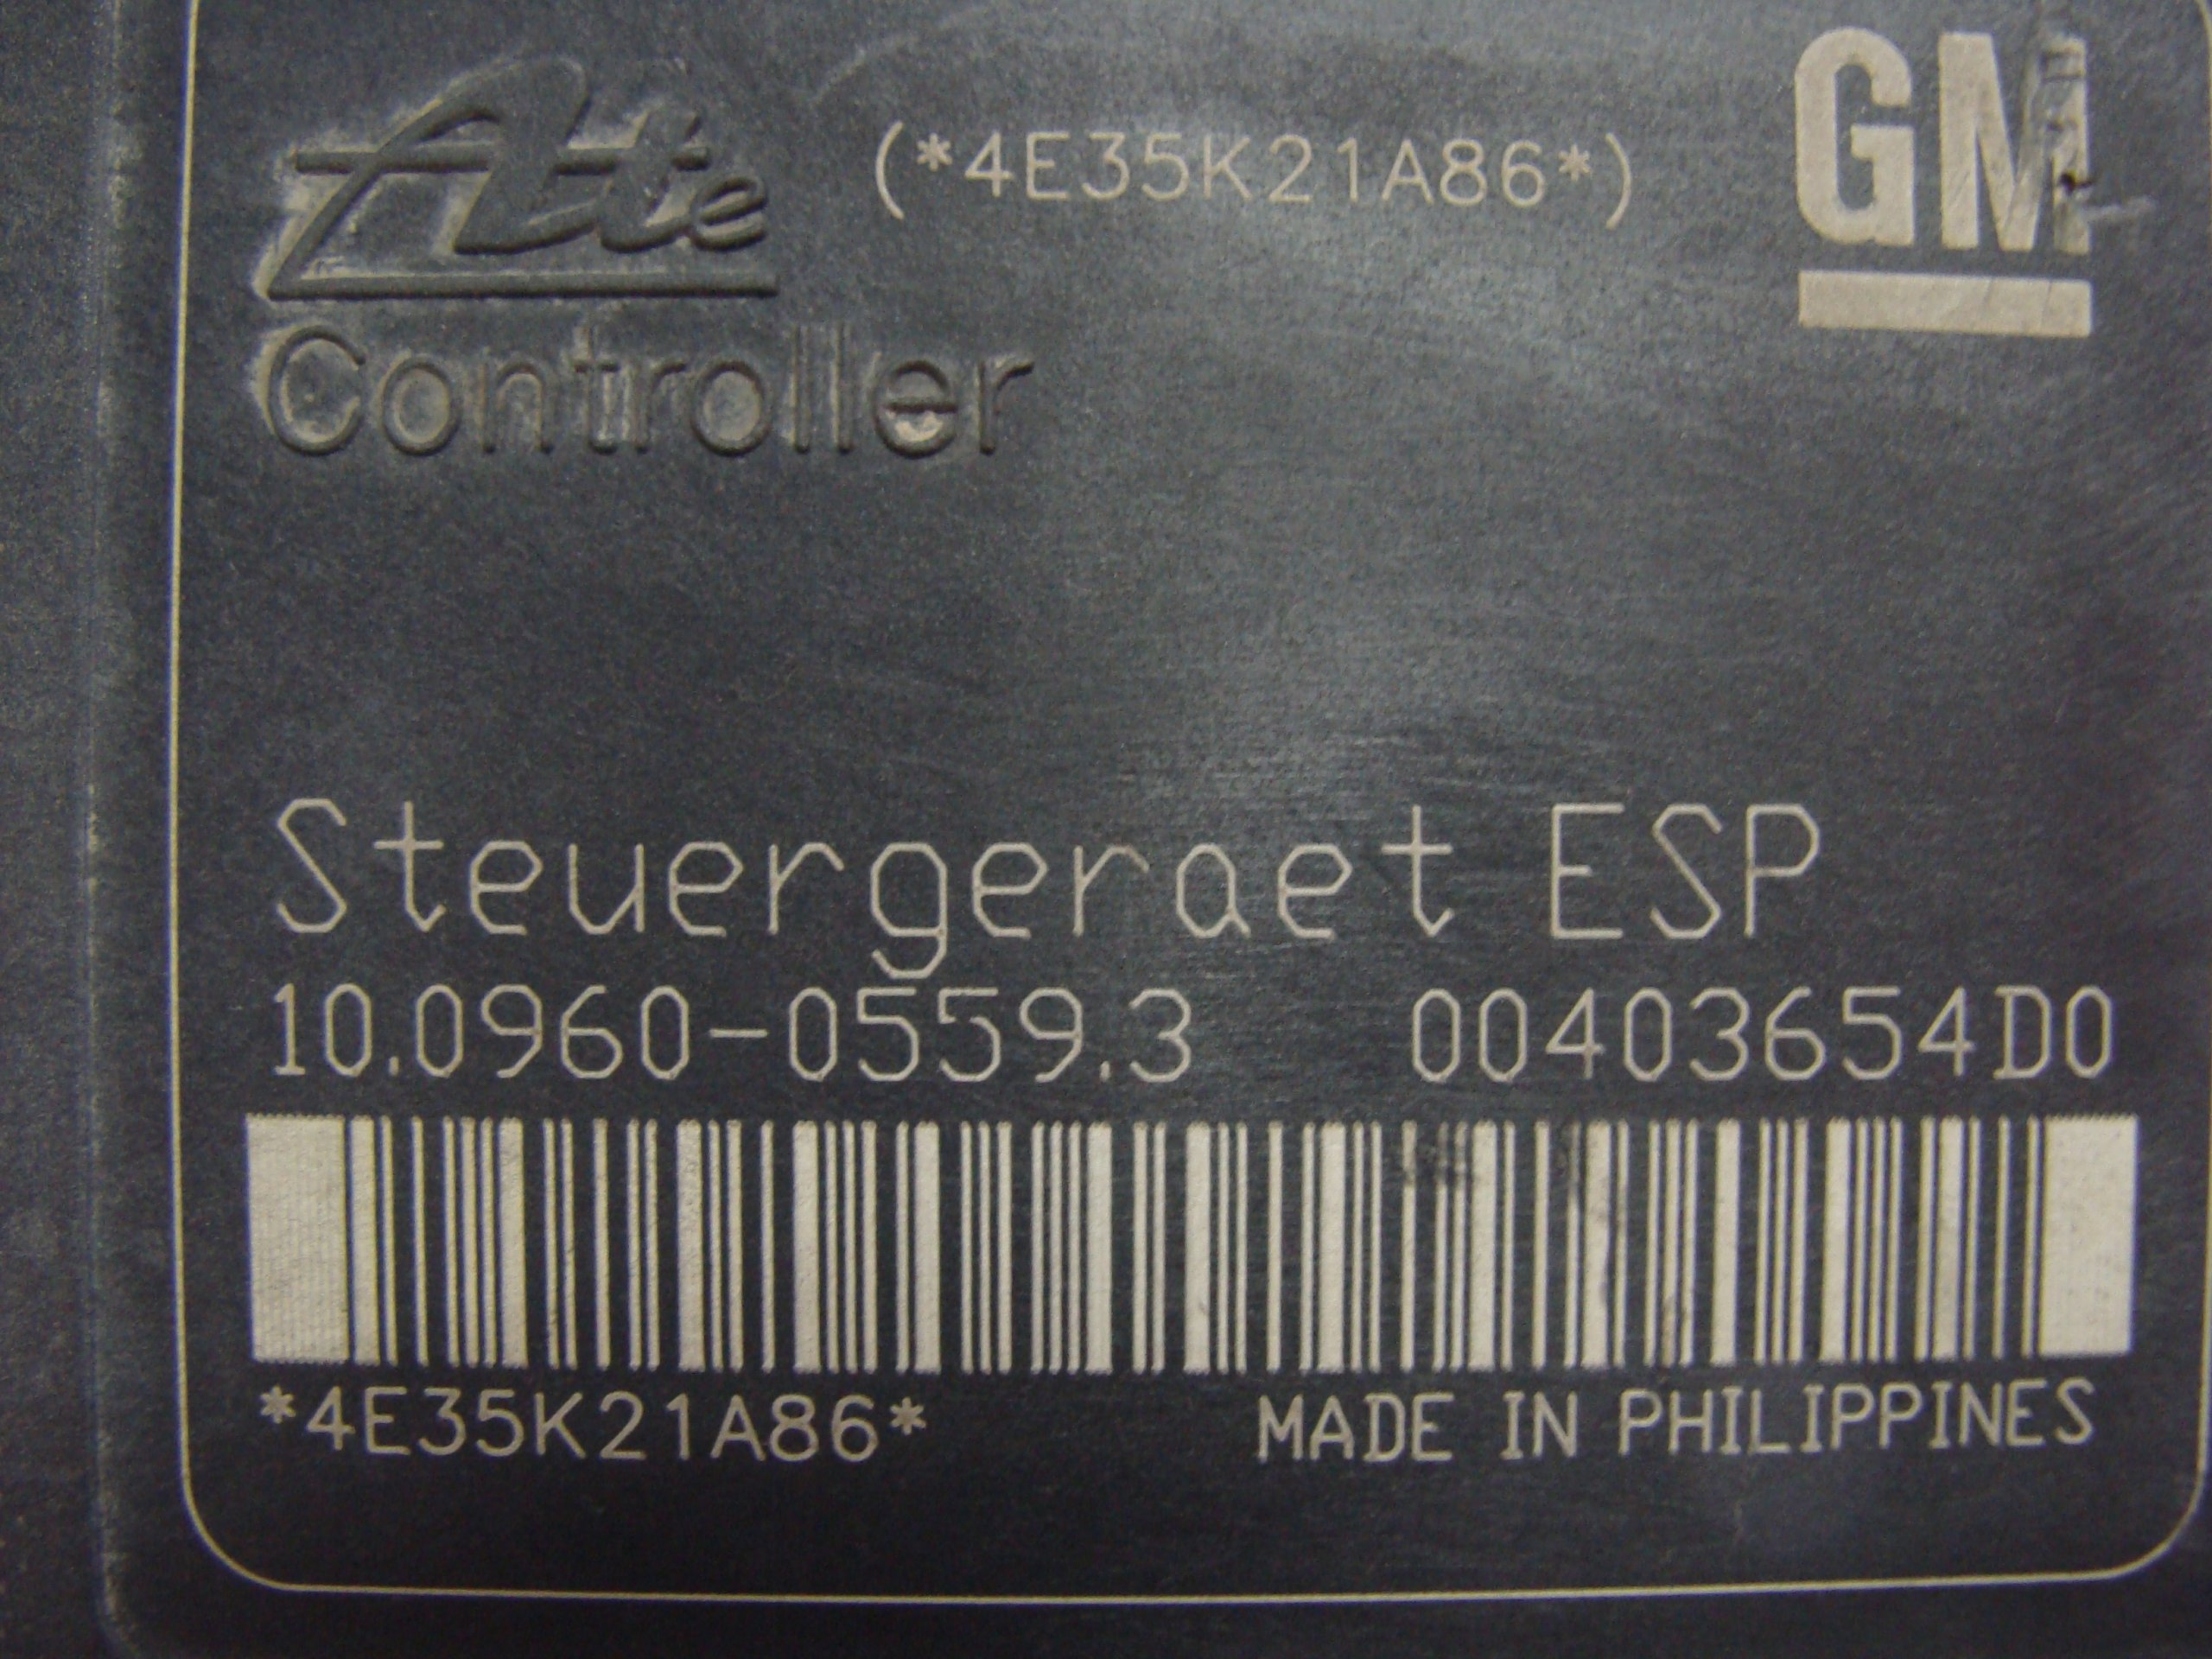 Ate (*4E35K21A86*) GM
Controller
Steuergeraet ESP
10.0960-0559.3 00403654D0
*4E35K21A86* MADE IN PHILIPPINES